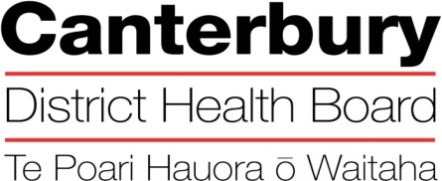 Canterbury
District Health Board
Te Poari Hauora ō Waitaha